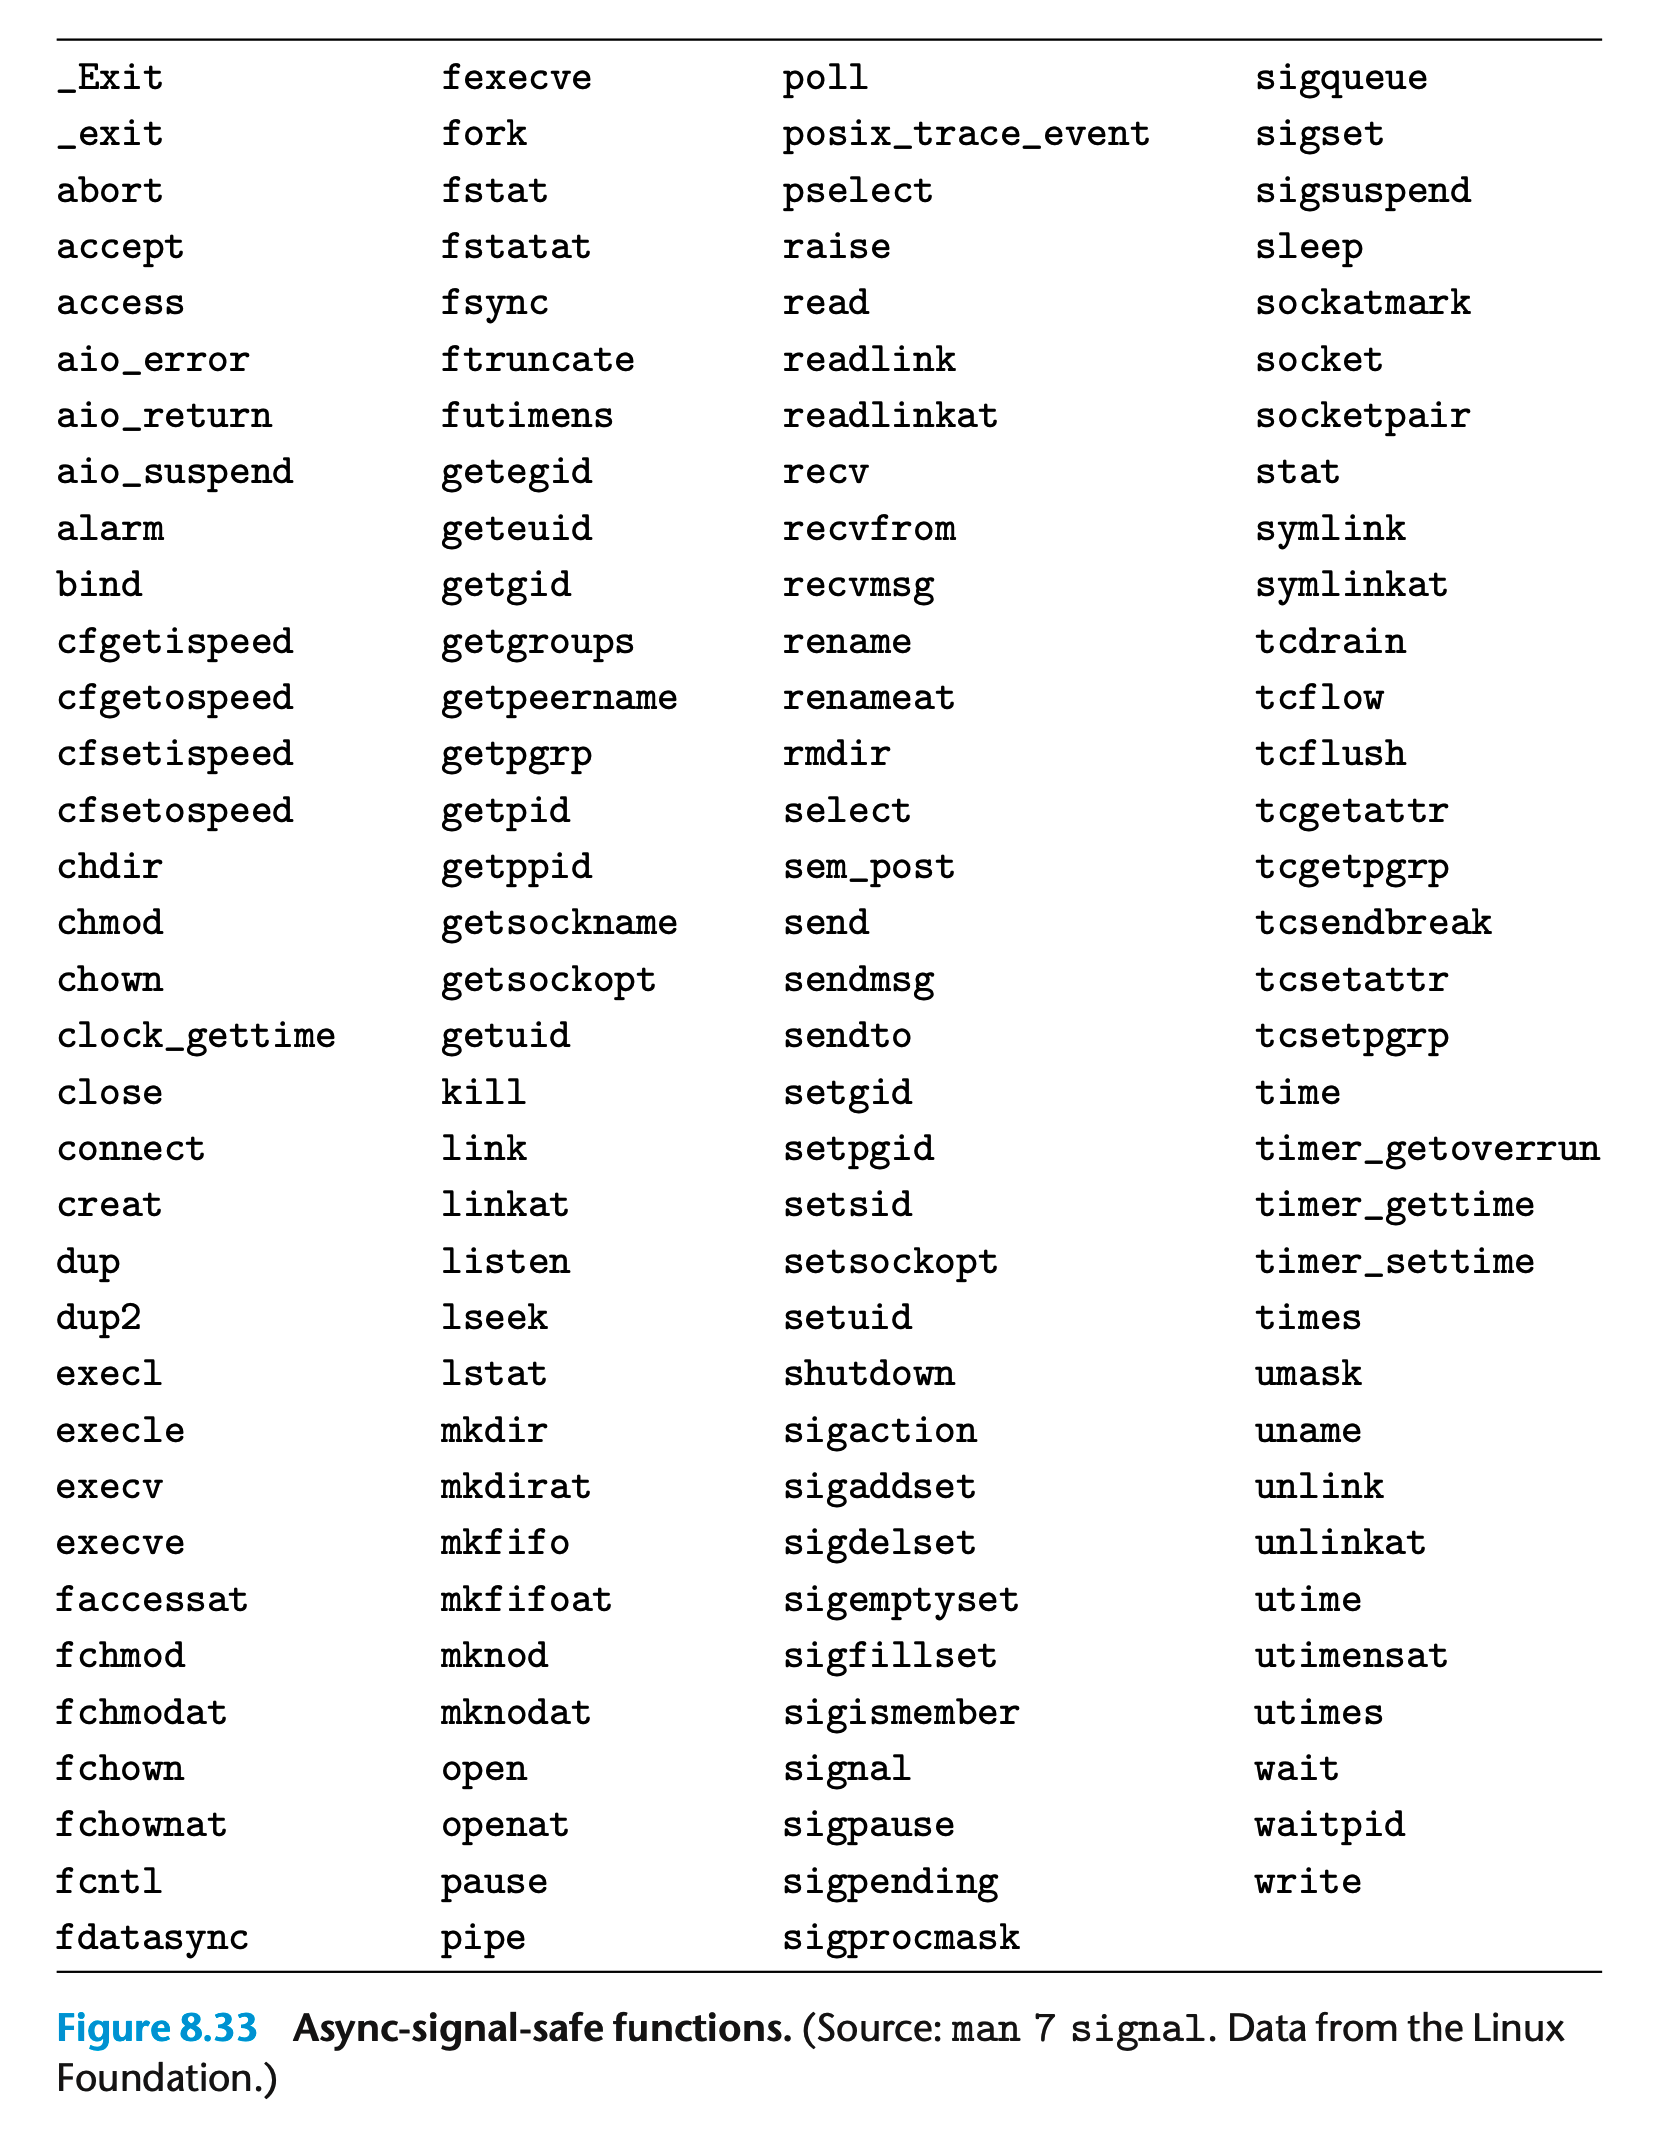 _Exit fexecve poll sigqueue
_exit fork posix_trace_event sigset
abort fstat pselect sigsuspend
accept fstatat raise sleep
access fsync read sockatmark
aio_error ftruncate readlink socket
aio_return futimens readlinkat socketpair
aio_suspend getegid recv stat
alarm geteuid recvfrom symlink
bind getgid recvmsg symlinkat
cfgetispeed getgroups rename tcdrain
cfgetospeed getpeername renameat tcflow
cfsetispeed getpgrp rmdir tcflush
cfsetospeed getpid select tcgetattr
chdir getppid sem_post tcgetpgrp
chmod getsockname send tcsendbreak
chown getsockopt sendmsg tcsetattr
clock_gettime getuid sendto tcsetpgrp
close kill setgid time
connect link setpgid timer_getoverrun
creat linkat setsid timer_gettime
dup listen setsockopt timer_settime
dup2 lseek setuid times
execl lstat shutdown umask
execle mkdir sigaction uname
execv mkdirat sigaddset unlink
execve mkfifo sigdelset unlinkat
faccessat mkfifoat sigemptyset utime
fchmod mknod sigfillset utimensat
fchmodat mknodat sigismember utimes
fchown open signal wait
fchownat openat sigpause waitpid
fcntl pause sigpending write
fdatasync pipe sigprocmask
Figure 8.33 Async-signal-safe functions. (Source: man 7 signal. Data from the Linux
Foundation.)